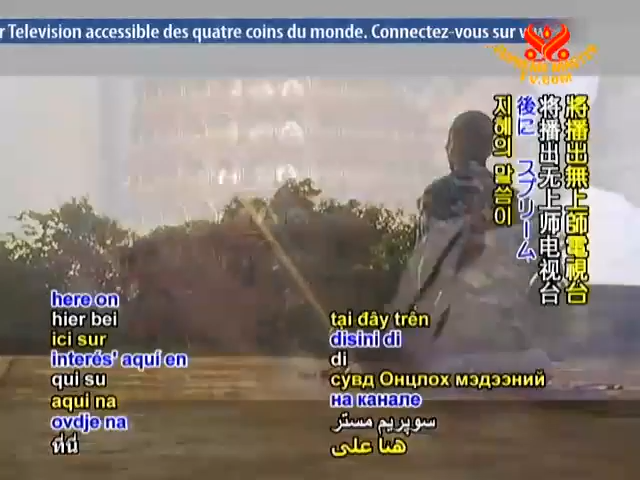 r Television accessible des quatre coins du monde. Connectez-vous sur
將播出無上師電視台
将播出无上师电视台
後に スプリーム
지혜의 말씀이
here on
hier bei
ici sur
interés' aquí en
qui su
aqui na
ovdje na
ที่นี่
tại đây trên
disini di
di
сувд Онцлох мэдээний
на канале
سوپریم مستر
هنا على